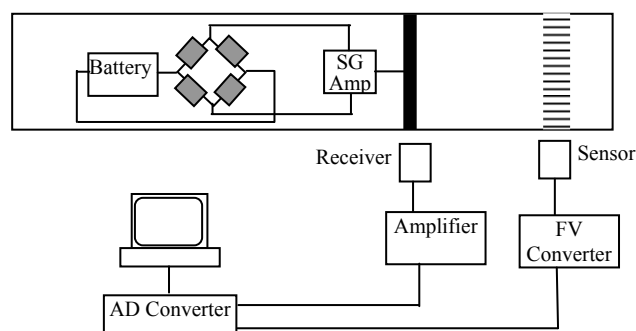 Battery
SG
Amp
Receiver
Sensor
Amplifier
FV
Converter
AD Converter